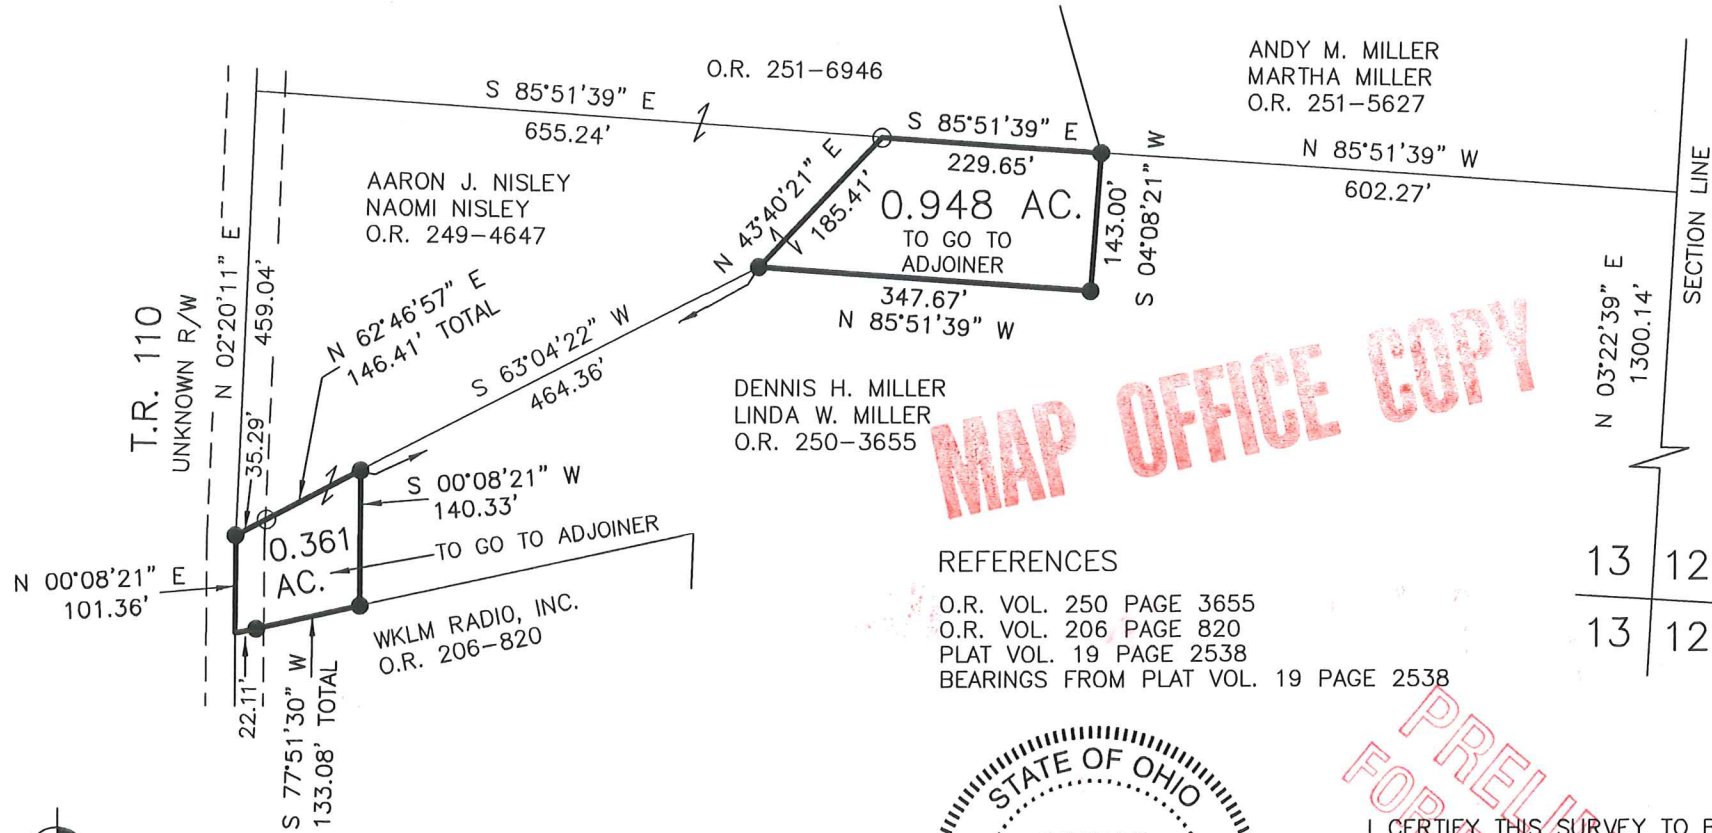 O.R. 251-6946
ANDY M. MILLER
MARTHA MILLER
O.R. 251-5627
S 85°51'39" E
655.24'
S 85°51'39" E
229.65'
N 85°51'39" W
602.27'
SECTION LINE
AARON J. NISLEY
NAOMI NISLEY
O.R. 249-4647
N 43°40'21" E
185.41'
0.948 AC.
TO GO TO
ADJOINER
143.00'
S 04°08'21" W
347.67'
N 85°51'39" W
N 03°22'39" E
1300.14'
T.R. 110
UNKNOWN R/W
N 02°20'11" E
459.04'
N 62°46'57" E
146.41' TOTAL
S 63°04'22" W
464.36'
DENNIS H. MILLER
LINDA W. MILLER
O.R. 250-3655
MAP OFFICE COPY
35.29'
S 00°08'21" W
140.33'
0.361
AC.
TO GO TO ADJOINER
N 00°08'21" E
101.36'
WKLM RADIO, INC.
O.R. 206-820
22.11'
S 77°51'30" W
133.08' TOTAL
REFERENCES
O.R. VOL. 250 PAGE 3655
O.R. VOL. 206 PAGE 820
PLAT VOL. 19 PAGE 2538
BEARINGS FROM PLAT VOL. 19 PAGE 2538
13 12
13 12
STATE OF OHIO
PRELI
FOR
I CERTIFY THIS SURVEY TO